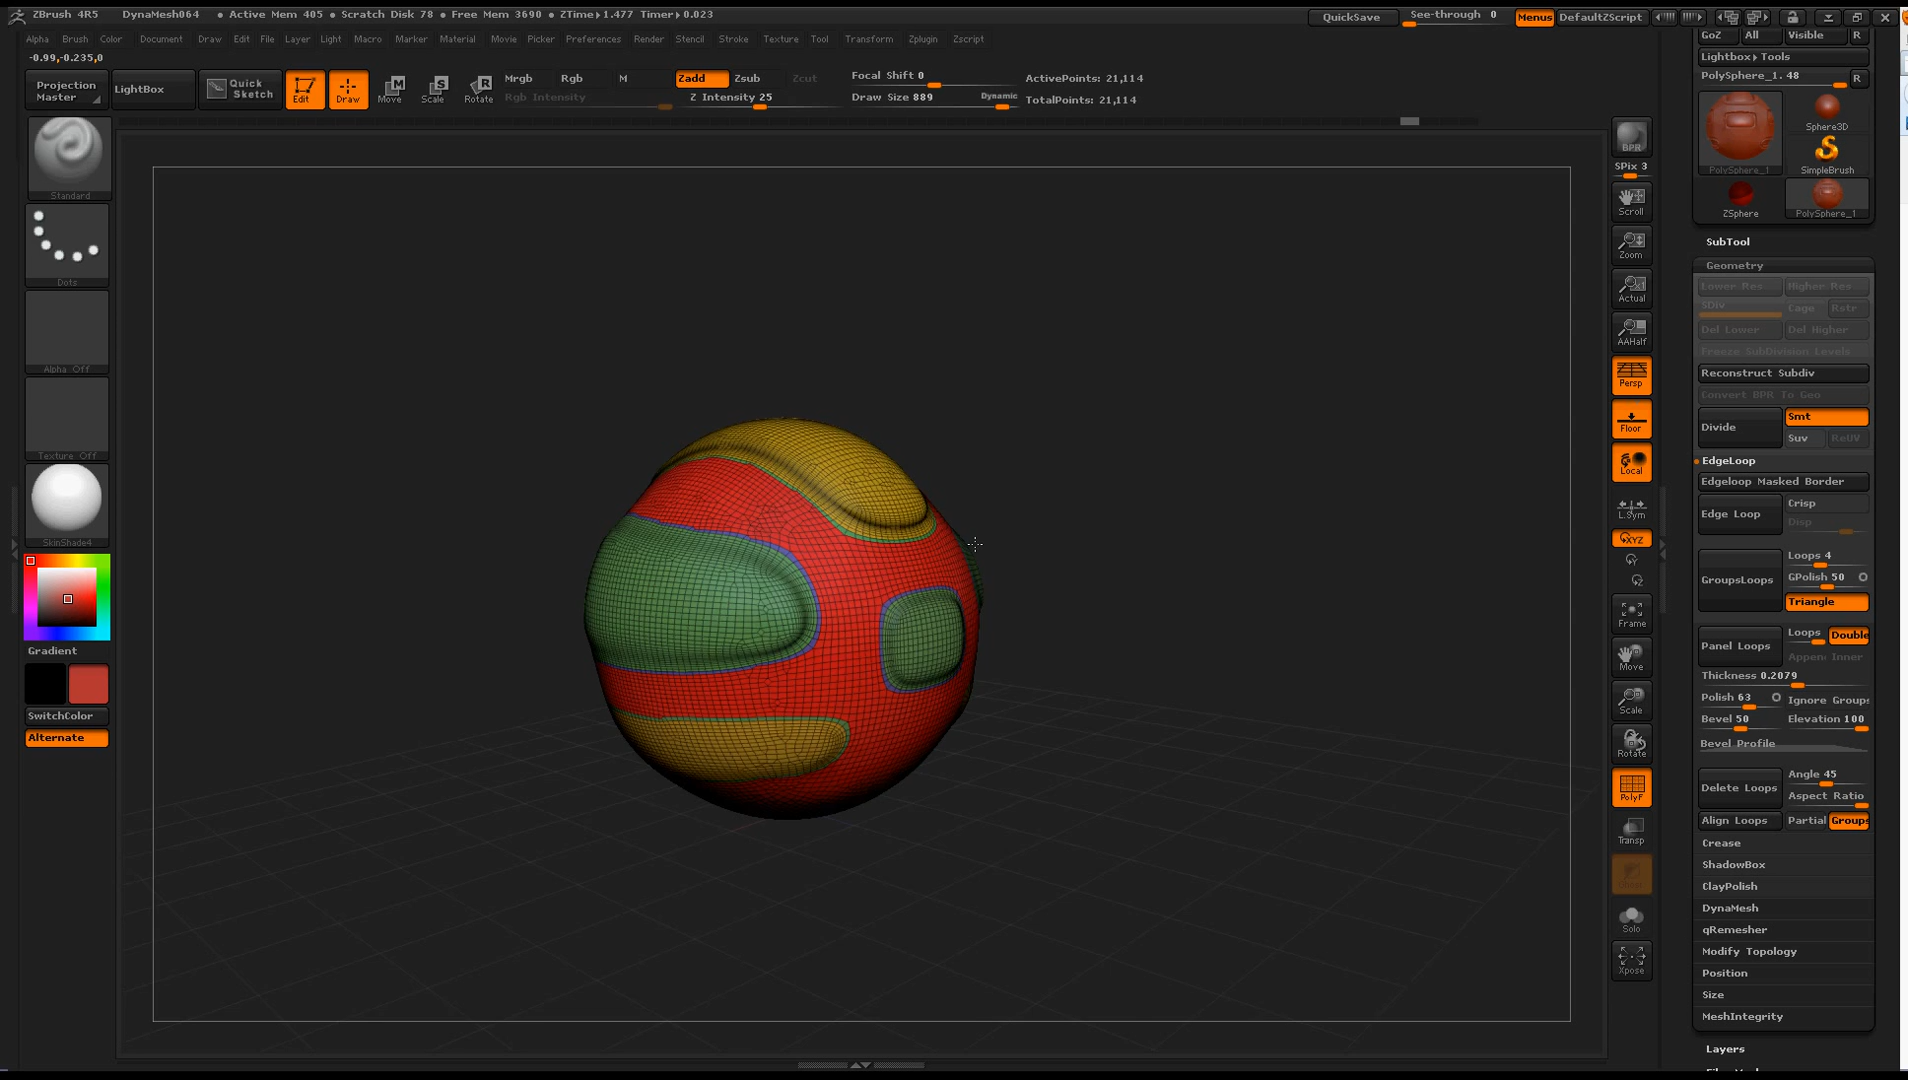 ZBrush 4R5 DynaMesh064 • Active Mem 405 • Scratch Disk 78 • Free Mem 3690 • ZTime▸1.477 Timer▸0.023
QuickSave See-through 0 Menus DefaultZScript
Alpha Brush Color Document Draw Edit File Layer Light Macro Marker Material Movie Picker Preferences Render Stencil Stroke Texture Tool Transform Zplugin Zscript
-0.99,-0.235,0
Projection Master
LightBox
Quick Sketch
Edit
Draw
Move
Scale
Rotate
Mrgb Rgb M Zadd Zsub Zcut
Rgb Intensity Z Intensity 25
Focal Shift 0
Draw Size 889 Dynamic
ActivePoints: 21,114
TotalPoints: 21,114
Standard
Dots
Alpha Off
Texture Off
SkinShade4
Gradient
SwitchColor
Alternate
BPR
SPix 3
Scroll
Zoom
Actual
AAHalf
Persp
Floor
Local
L.Sym
XYZ
Frame
Move
Scale
Rotate
PolyF
Transp
Solo
Xpose
GoZ All Visible R
Lightbox▸Tools
PolySphere_1. 48 R
PolySphere_1
Sphere3D
SimpleBrush
ZSphere
PolySphere_1
SubTool
Geometry
Lower Res Higher Res
SDiv Cage Rstr
Del Lower Del Higher
Freeze SubDivision Levels
Reconstruct Subdiv
Convert BPR To Geo
Divide Smt
Suv ReUV
EdgeLoop
Edgeloop Masked Border
Edge Loop Crisp
Disp
GroupsLoops Loops 4
GPolish 50
Triangle
Panel Loops Loops Double
Append Inner
Thickness 0.2079
Polish 63 Ignore Groups
Bevel 50 Elevation 100
Bevel Profile
Delete Loops Angle 45
Aspect Ratio
Align Loops Partial Groups
Crease
ShadowBox
ClayPolish
DynaMesh
qRemesher
Modify Topology
Position
Size
MeshIntegrity
Layers